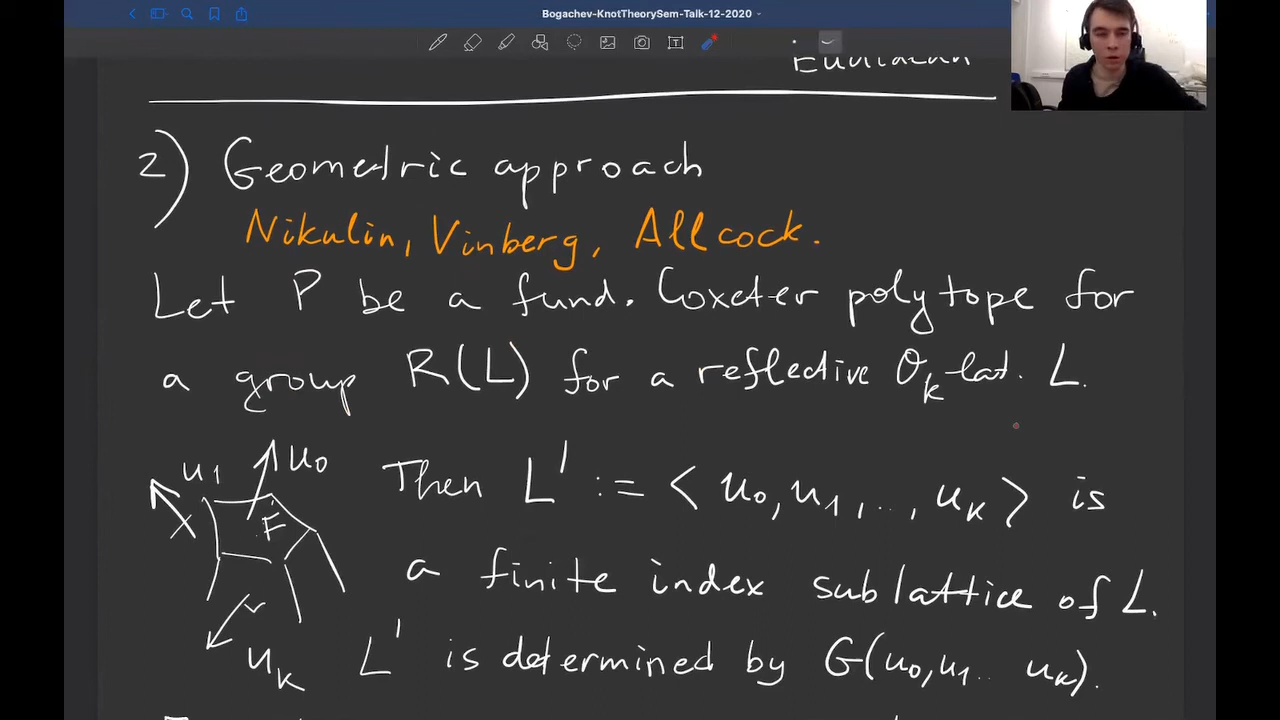 Bogachev-KnotTheorySem-Talk-12-2020
2) Geometric approach
Nikulin, Vinberg, Allcock.
Let P be a fund. Coxeter polytope for
a group R(L) for a reflective O_k-lat. L.
u_1 u_0
F
u_k
Then L' := < u_0, u_1, .., u_k > is
a finite index sublattice of L.
L' is determined by G(u_0, u_1 .. u_k).